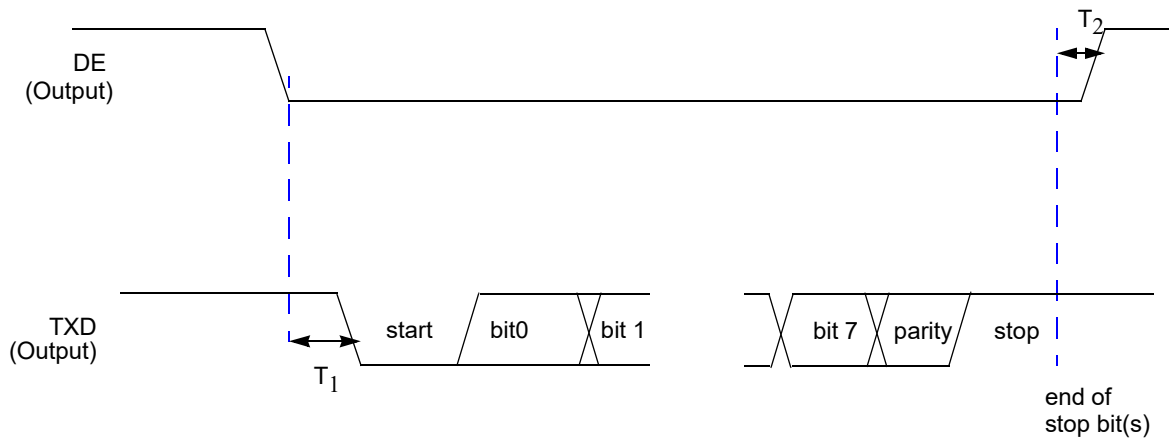 T2
DE
(Output)
TXD
(Output)
start
bit0
bit 1
bit 7
parity
stop
T1
end of
stop bit(s)